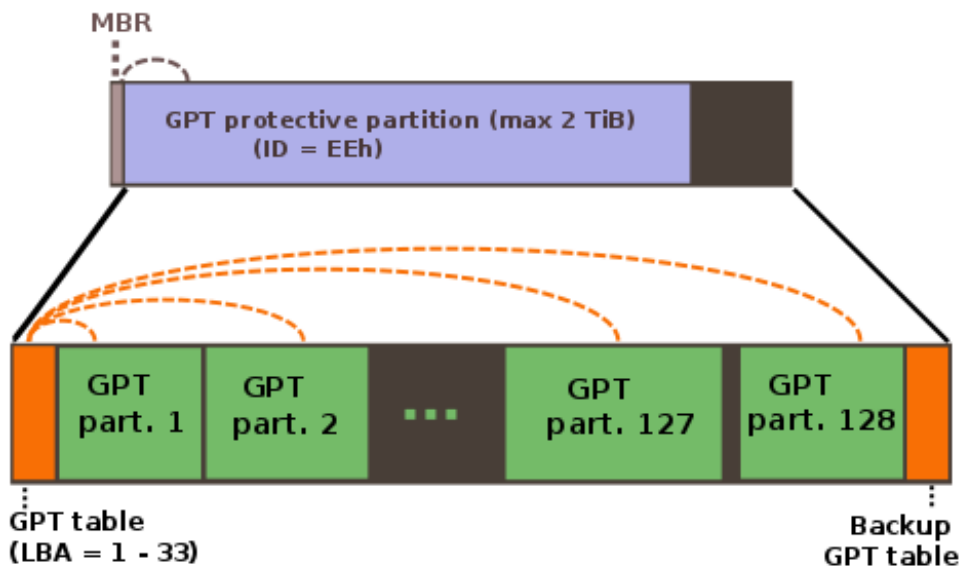 MBR
GPT protective partition (max 2 TiB)
(ID = EEh)
GPT
part. 1
GPT
part. 2
...
GPT
part. 127
GPT
part. 128
GPT table
(LBA = 1 - 33)
Backup
GPT table